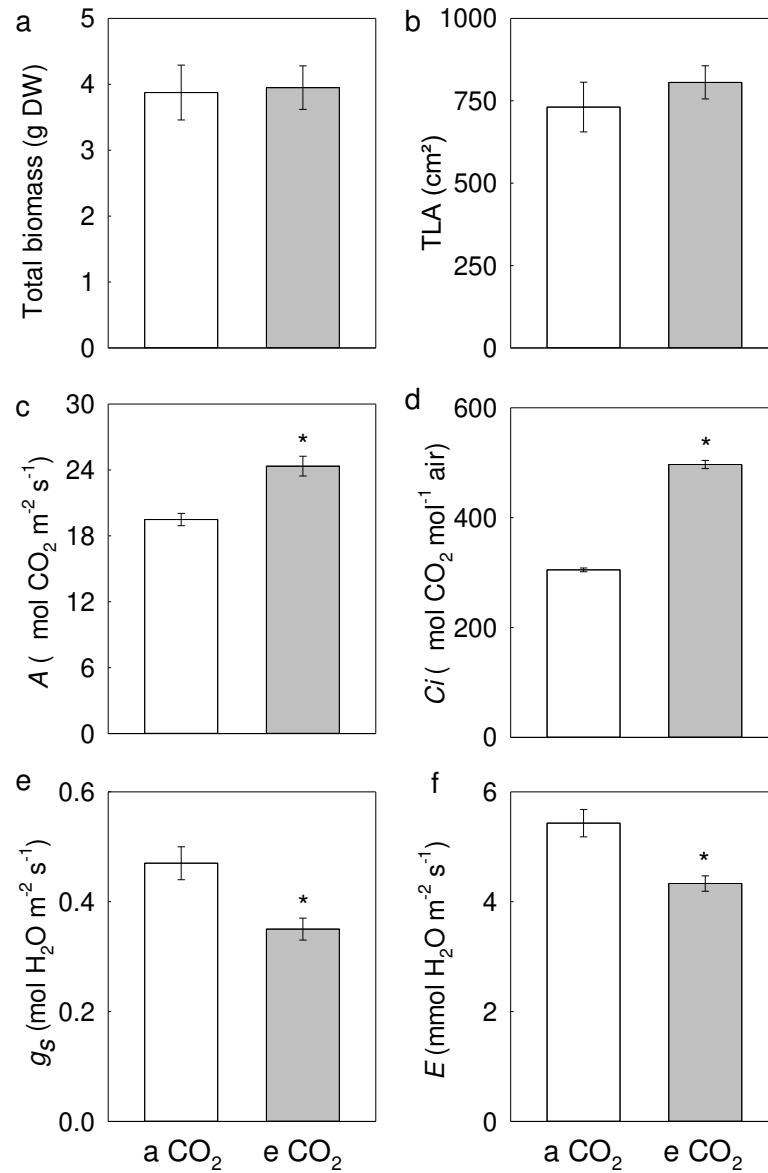 a
Total biomass (g DW)
5
4
3
2
1
0
b
TLA (cm²)
1000
750
500
250
0
c
A ( mol CO₂ m⁻² s⁻¹)
30
24
18
12
6
0
*
d
Ci ( mol CO₂ mol⁻¹ air)
600
400
200
0
*
e
gs (mol H₂O m⁻² s⁻¹)
0.6
0.4
0.2
0.0
*
a CO₂
e CO₂
f
E (mmol H₂O m⁻² s⁻¹)
6
4
2
0
*
a CO₂
e CO₂